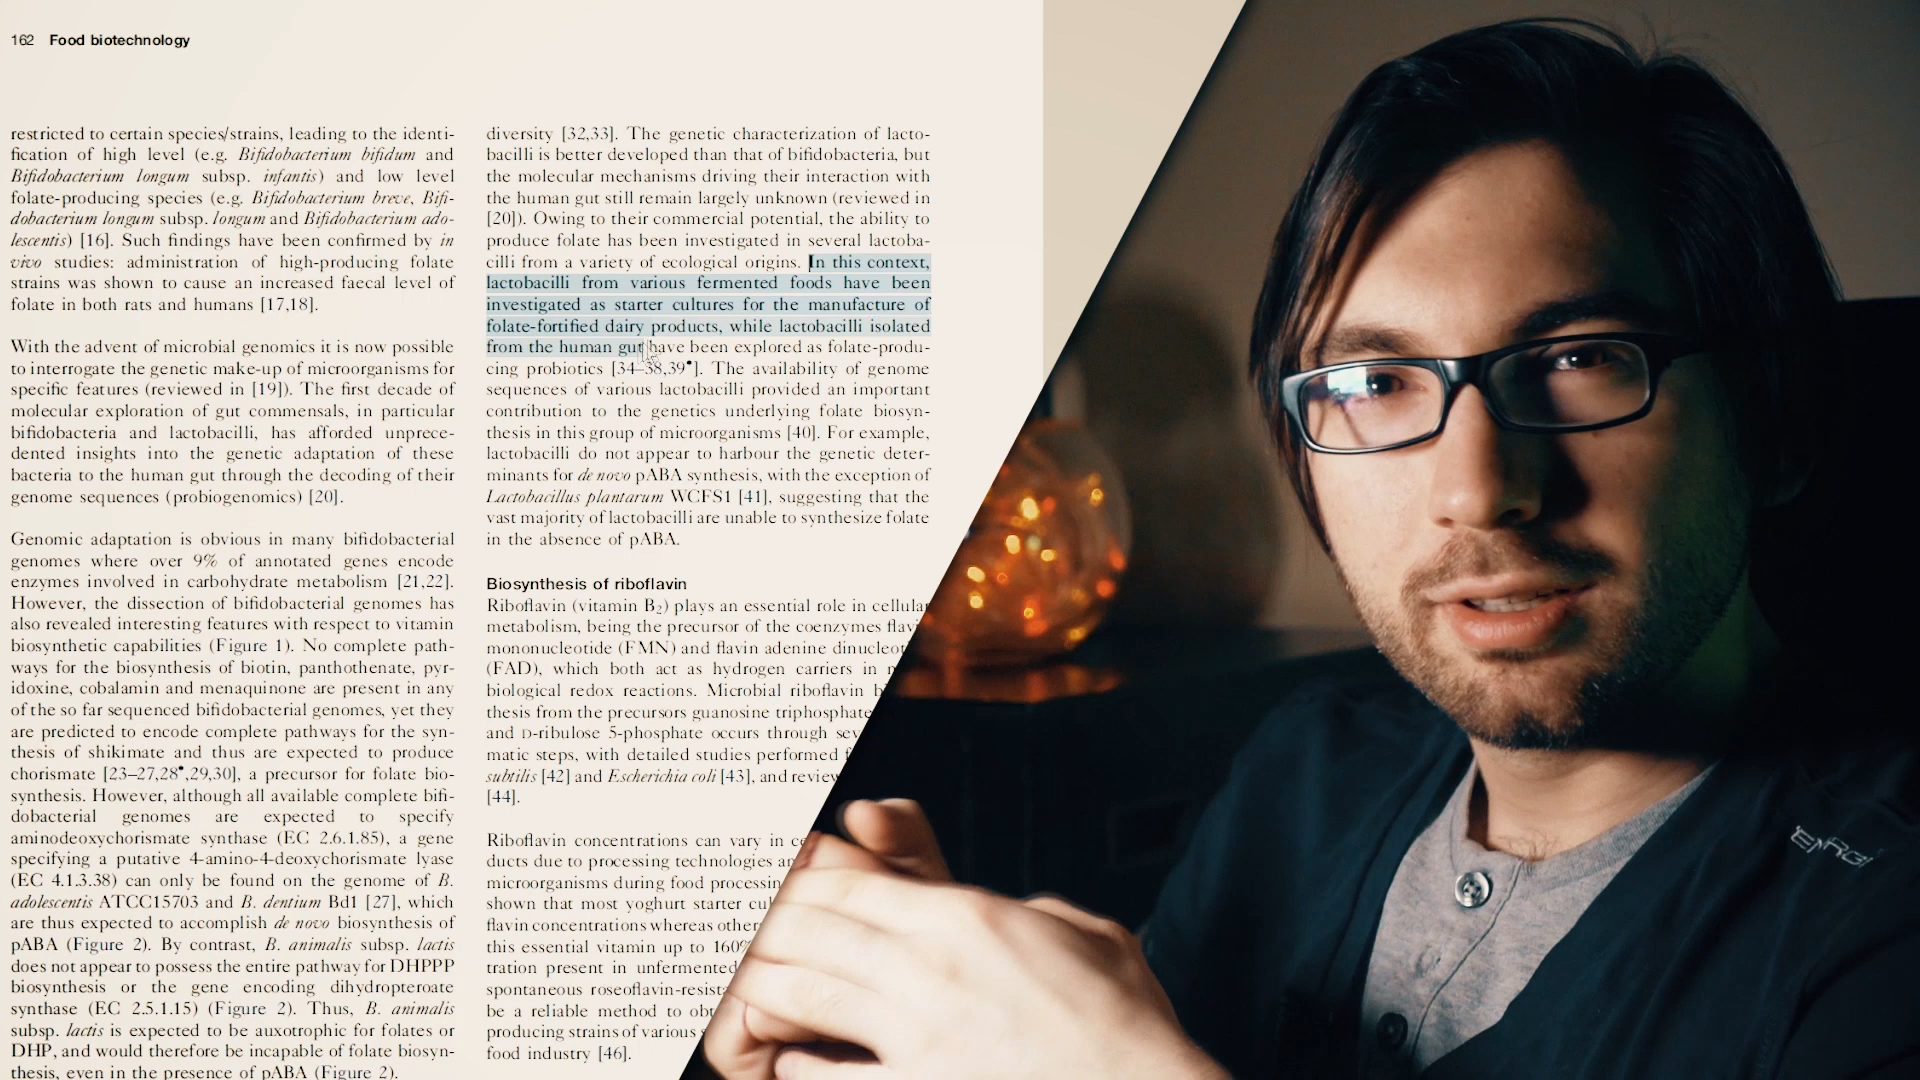 162 Food biotechnology
restricted to certain species/strains, leading to the identi-
fication of high level (e.g. Bifidobacterium bifidum and
Bifidobacterium longum subsp. infantis) and low level
folate-producing species (e.g. Bifidobacterium breve, Bifi-
dobacterium longum subsp. longum and Bifidobacterium ado-
lescentis) [16]. Such findings have been confirmed by in
vivo studies: administration of high-producing folate
strains was shown to cause an increased faecal level of
folate in both rats and humans [17,18].
With the advent of microbial genomics it is now possible
to interrogate the genetic make-up of microorganisms for
specific features (reviewed in [19]). The first decade of
molecular exploration of gut commensals, in particular
bifidobacteria and lactobacilli, has afforded unprece-
dented insights into the genetic adaptation of these
bacteria to the human gut through the decoding of their
genome sequences (probiogenomics) [20].
Genomic adaptation is obvious in many bifidobacterial
genomes where over 9% of annotated genes encode
enzymes involved in carbohydrate metabolism [21,22].
However, the dissection of bifidobacterial genomes has
also revealed interesting features with respect to vitamin
biosynthetic capabilities (Figure 1). No complete path-
ways for the biosynthesis of biotin, panthothenate, pyr-
idoxine, cobalamin and menaquinone are present in any
of the so far sequenced bifidobacterial genomes, yet they
are predicted to encode complete pathways for the syn-
thesis of shikimate and thus are expected to produce
chorismate [23–27,28•,29,30], a precursor for folate bio-
synthesis. However, although all available complete bifi-
dobacterial genomes are expected to specify
aminodeoxychorismate synthase (EC 2.6.1.85), a gene
specifying a putative 4-amino-4-deoxychorismate lyase
(EC 4.1.3.38) can only be found on the genome of B.
adolescentis ATCC15703 and B. dentium Bd1 [27], which
are thus expected to accomplish de novo biosynthesis of
pABA (Figure 2). By contrast, B. animalis subsp. lactis
does not appear to possess the entire pathway for DHPPP
biosynthesis or the gene encoding dihydropteroate
synthase (EC 2.5.1.15) (Figure 2). Thus, B. animalis
subsp. lactis is expected to be auxotrophic for folates or
DHP, and would therefore be incapable of folate biosyn-
thesis, even in the presence of pABA (Figure 2).
diversity [32,33]. The genetic characterization of lacto-
bacilli is better developed than that of bifidobacteria, but
the molecular mechanisms driving their interaction with
the human gut still remain largely unknown (reviewed in
[20]). Owing to their commercial potential, the ability to
produce folate has been investigated in several lactoba-
cilli from a variety of ecological origins. In this context,
lactobacilli from various fermented foods have been
investigated as starter cultures for the manufacture of
folate-fortified dairy products, while lactobacilli isolated
from the human gut have been explored as folate-produ-
cing probiotics [34–38,39•]. The availability of genome
sequences of various lactobacilli provided an important
contribution to the genetics underlying folate biosyn-
thesis in this group of microorganisms [40]. For example,
lactobacilli do not appear to harbour the genetic deter-
minants for de novo pABA synthesis, with the exception of
Lactobacillus plantarum WCFS1 [41], suggesting that the
vast majority of lactobacilli are unable to synthesize folate
in the absence of pABA.
Biosynthesis of riboflavin
Riboflavin (vitamin B2) plays an essential role in cellular
metabolism, being the precursor of the coenzymes flavi
mononucleotide (FMN) and flavin adenine dinucleot
(FAD), which both act as hydrogen carriers in
biological redox reactions. Microbial riboflavin
thesis from the precursors guanosine triphosphate
and D-ribulose 5-phosphate occurs through
matic steps, with detailed studies performed
subtilis [42] and Escherichia coli [43], and review
[44].
Riboflavin concentrations can vary in
ducts due to processing technologies
microorganisms during food processin
shown that most yoghurt starter
flavin concentrations whereas other
this essential vitamin up to 160%
tration present in unfermented
spontaneous roseoflavin-resista
be a reliable method to
producing strains of various
food industry [46].